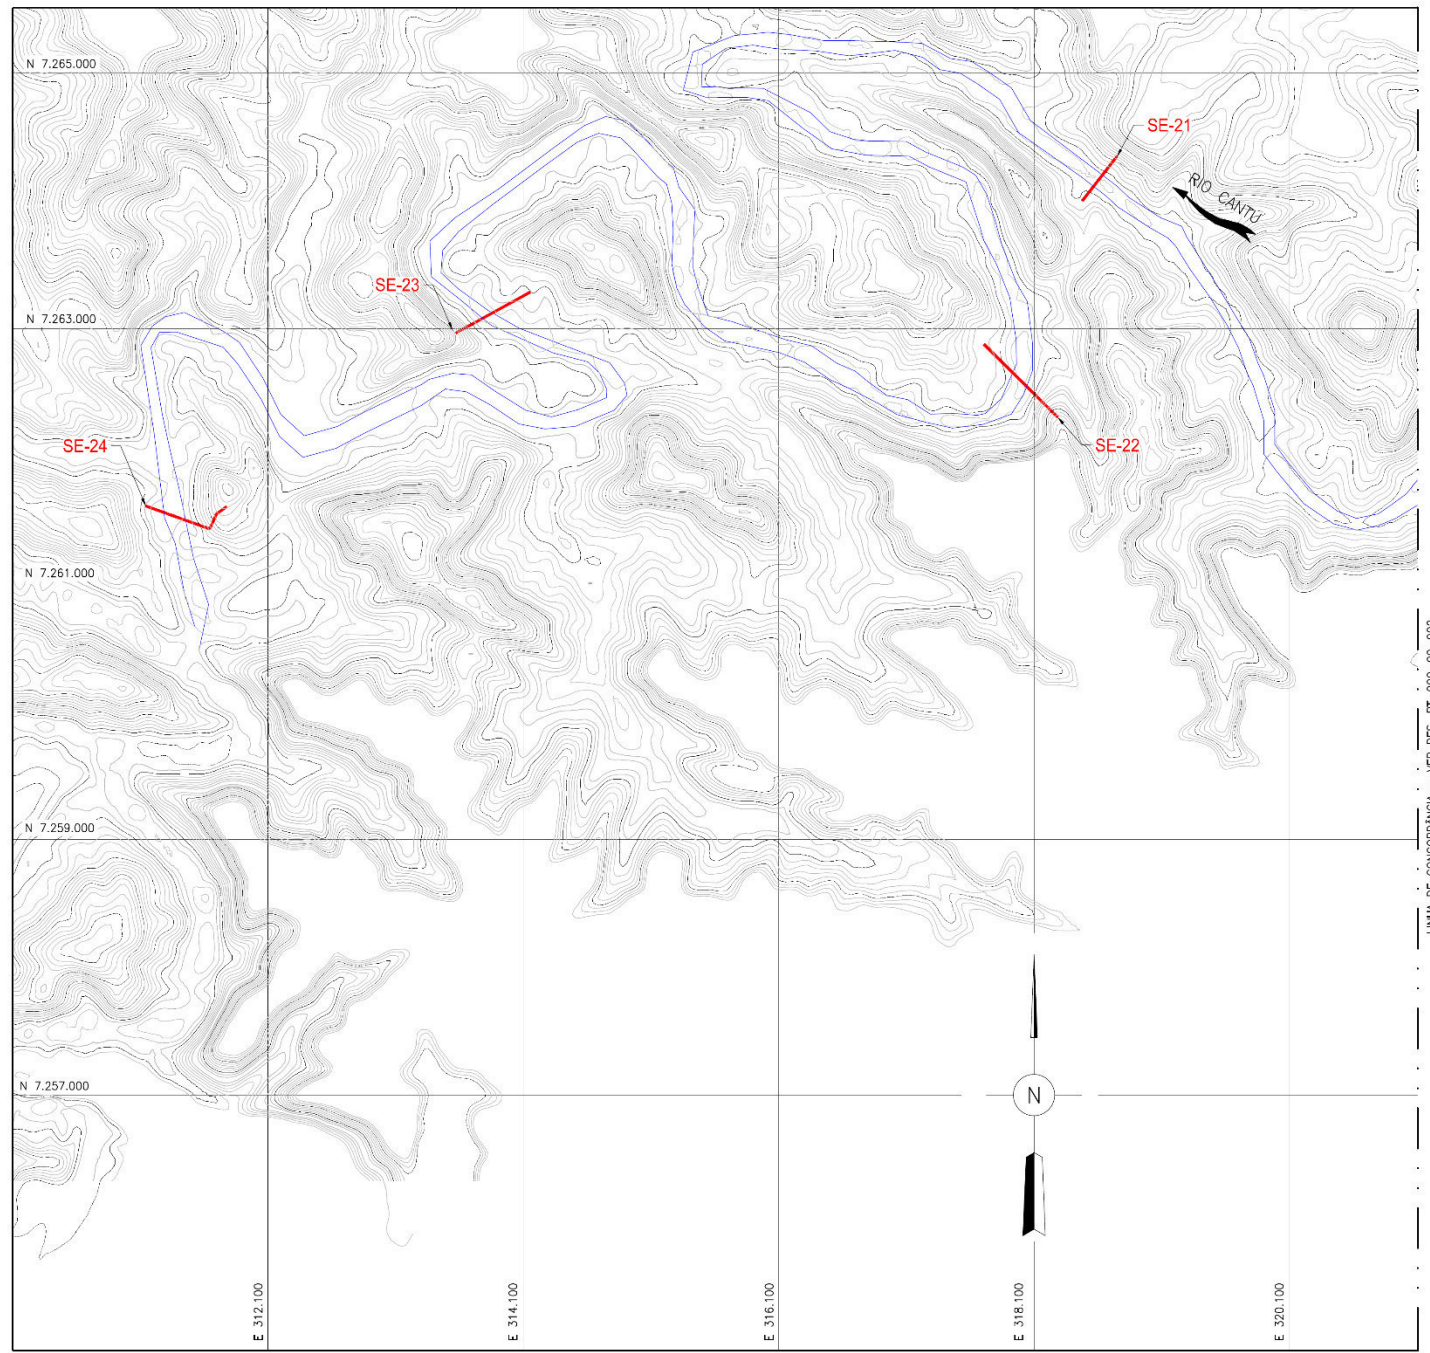 N 7.265.000
SE-21
RIO CANTU
SE-23
N 7.263.000
SE-24
SE-22
N 7.261.000
N 7.259.000
N 7.257.000
N
E 312.100
E 314.100
E 316.100
E 318.100
E 320.100